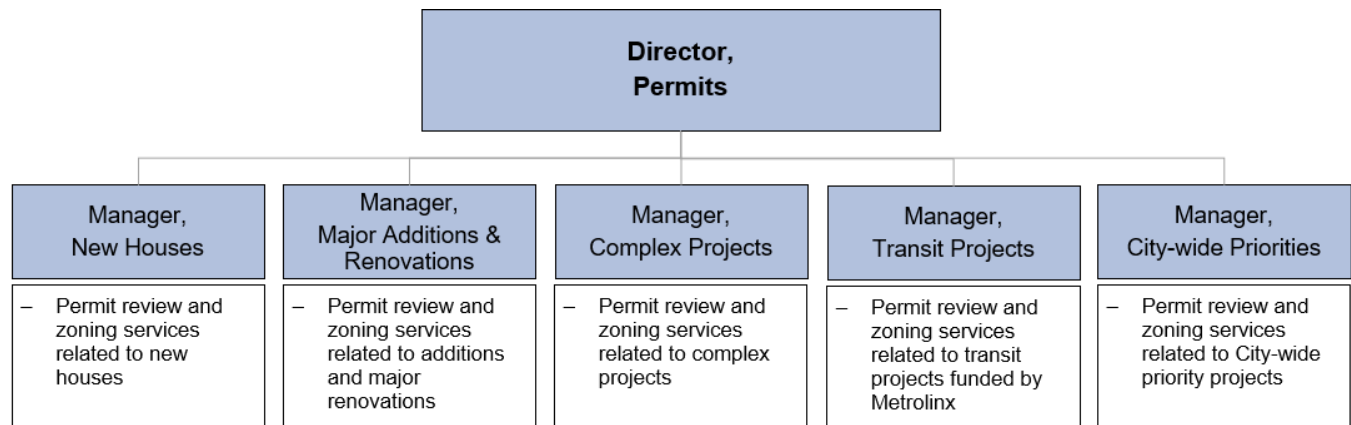 Director,
Permits
Manager,
New Houses
Manager,
Major Additions &
Renovations
Manager,
Complex Projects
Manager,
Transit Projects
Manager,
City-wide Priorities
– Permit review and
zoning services
related to new
houses
– Permit review and
zoning services
related to additions
and major
renovations
– Permit review and
zoning services
related to complex
projects
– Permit review and
zoning services
related to transit
projects funded by
Metrolinx
– Permit review and
zoning services
related to City-wide
priority projects